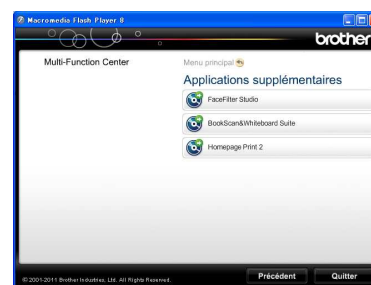 Macromedia Flash Player 8
brother
Multi-Function Center
Menu principal
Applications supplémentaires
FaceFilter Studio
BookScan&Whiteboard Suite
Homepage Print 2
© 2001-2011 Brother Industries, Ltd. All Rights Reserved.
Précédent
Quitter